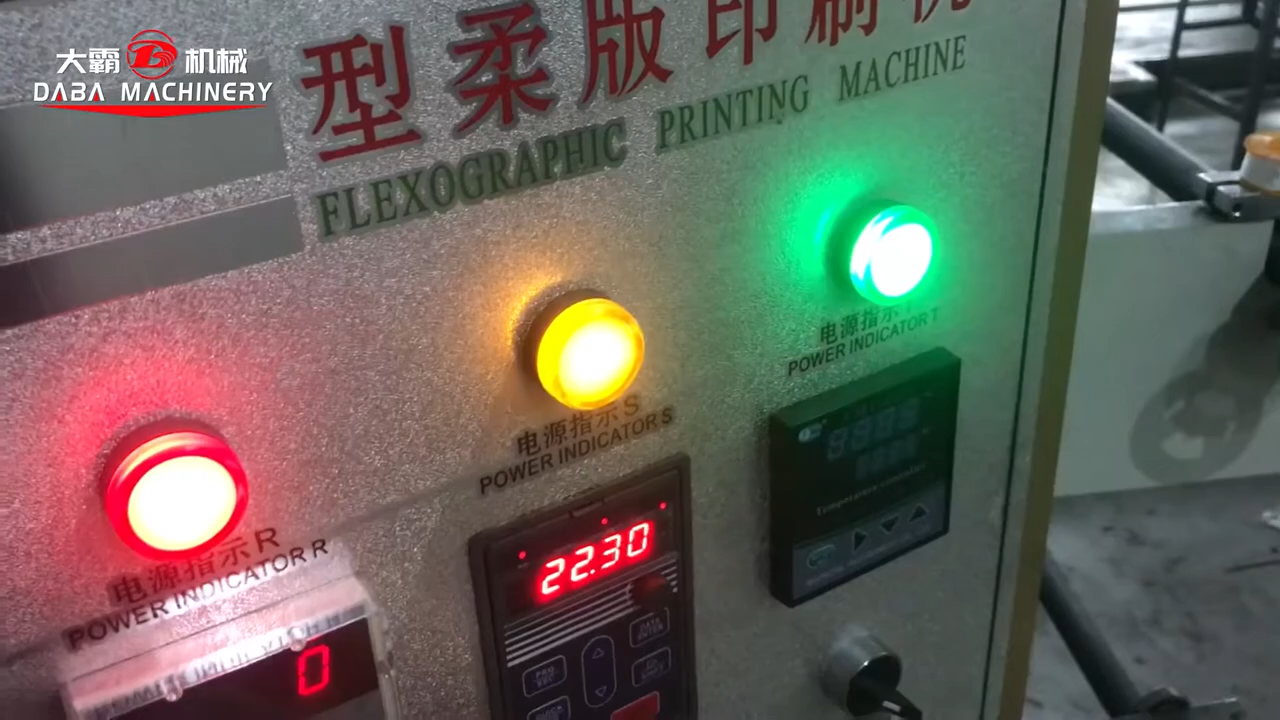 大霸 机械
DABA MACHINERY
型柔版印刷机
FLEXOGRAPHIC PRINTING MACHINE
电源指示T
POWER INDICATOR T
电源指示S
POWER INDICATOR S
电源指示R
POWER INDICATOR R
22.30
0
Temperature controller